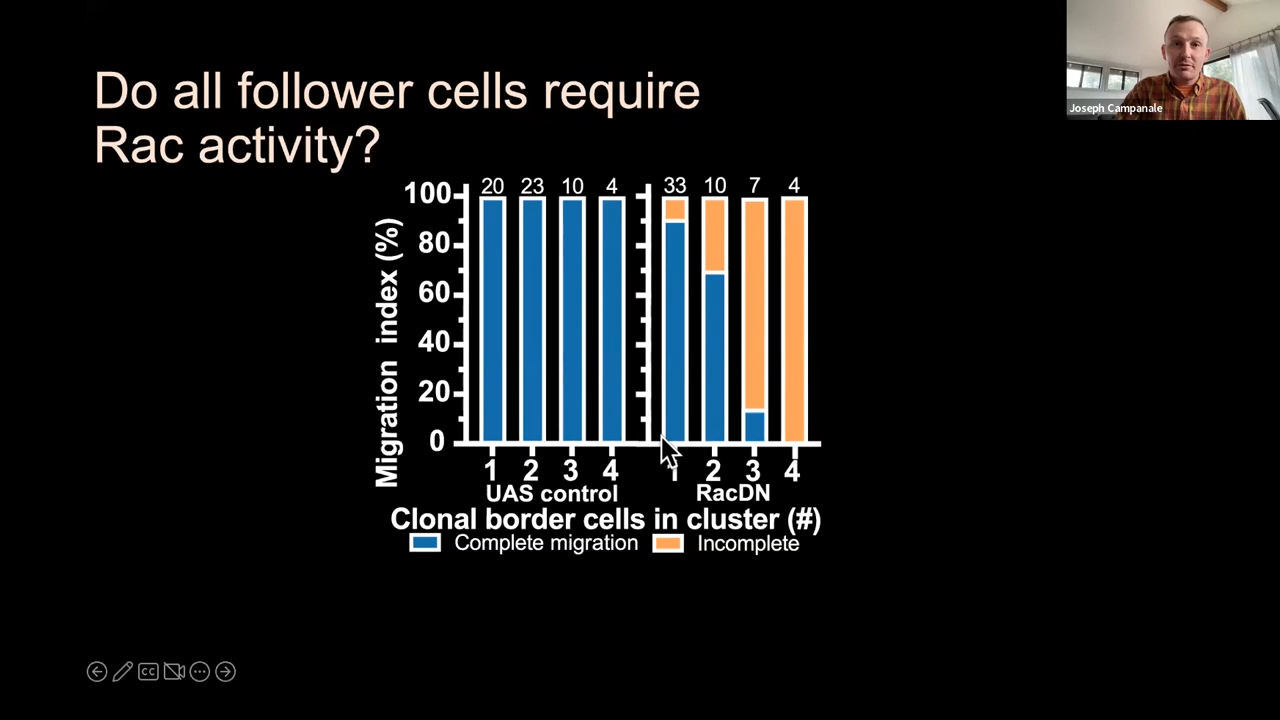 Joseph Campanale
Do all follower cells require
Rac activity?
Migration index (%)
100
80
60
40
20
0
20 23 10 4
33 10 7 4
1 2 3 4
1 2 3 4
UAS control
RacDN
Clonal border cells in cluster (#)
Complete migration
Incomplete
CC